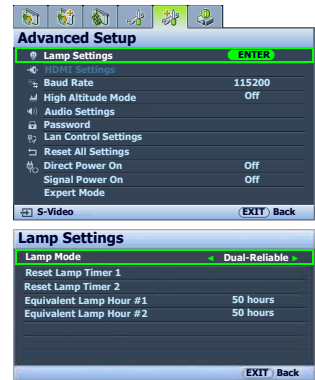 Advanced Setup
Lamp Settings ENTER
HDMI Settings
Baud Rate 115200
High Altitude Mode Off
Audio Settings
Password
Lan Control Settings
Reset All Settings
Direct Power On Off
Signal Power On Off
Expert Mode
S-Video EXIT Back
Lamp Settings
Lamp Mode Dual-Reliable
Reset Lamp Timer 1
Reset Lamp Timer 2
Equivalent Lamp Hour #1 50 hours
Equivalent Lamp Hour #2 50 hours
EXIT Back